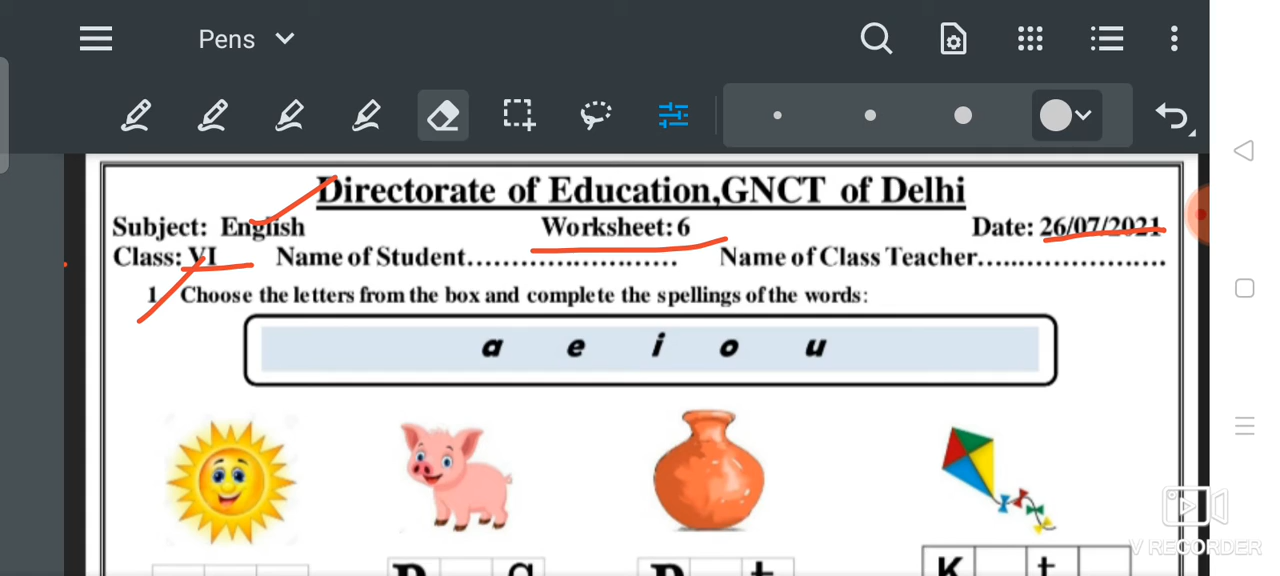 Pens
Directorate of Education,GNCT of Delhi
Subject: English Worksheet: 6 Date: 26/07/2021
Class: VI Name of Student........................ Name of Class Teacher......................
1 Choose the letters from the box and complete the spellings of the words:
a e i o u
P g P t K t
V RECORDER